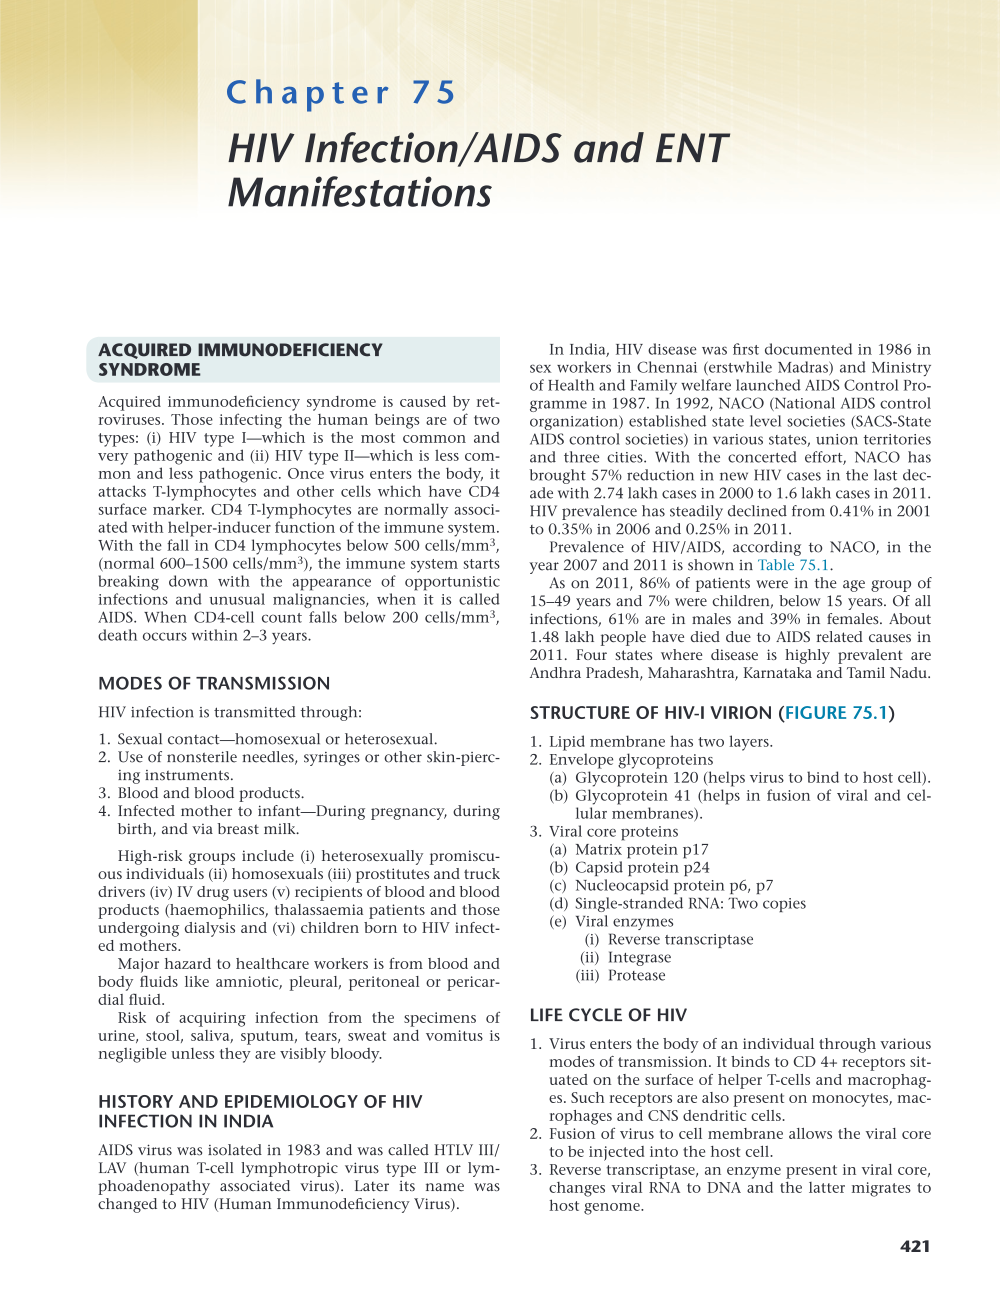 Chapter 75
HIV Infection/AIDS and ENT
Manifestations
ACQUIRED IMMUNODEFICIENCY
SYNDROME
Acquired immunodeficiency syndrome is caused by ret-
roviruses. Those infecting the human beings are of two
types: (i) HIV type I—which is the most common and
very pathogenic and (ii) HIV type II—which is less com-
mon and less pathogenic. Once virus enters the body, it
attacks T-lymphocytes and other cells which have CD4
surface marker. CD4 T-lymphocytes are normally associ-
ated with helper-inducer function of the immune system.
With the fall in CD4 lymphocytes below 500 cells/mm³,
(normal 600–1500 cells/mm³), the immune system starts
breaking down with the appearance of opportunistic
infections and unusual malignancies, when it is called
AIDS. When CD4-cell count falls below 200 cells/mm³,
death occurs within 2–3 years.
MODES OF TRANSMISSION
HIV infection is transmitted through:
1. Sexual contact—homosexual or heterosexual.
2. Use of nonsterile needles, syringes or other skin-pierc-
ing instruments.
3. Blood and blood products.
4. Infected mother to infant—During pregnancy, during
birth, and via breast milk.
High-risk groups include (i) heterosexually promiscu-
ous individuals (ii) homosexuals (iii) prostitutes and truck
drivers (iv) IV drug users (v) recipients of blood and blood
products (haemophilics, thalassaemia patients and those
undergoing dialysis and (vi) children born to HIV infect-
ed mothers.
Major hazard to healthcare workers is from blood and
body fluids like amniotic, pleural, peritoneal or pericar-
dial fluid.
Risk of acquiring infection from the specimens of
urine, stool, saliva, sputum, tears, sweat and vomitus is
negligible unless they are visibly bloody.
HISTORY AND EPIDEMIOLOGY OF HIV
INFECTION IN INDIA
AIDS virus was isolated in 1983 and was called HTLV III/
LAV (human T-cell lymphotropic virus type III or lym-
phoadenopathy associated virus). Later its name was
changed to HIV (Human Immunodeficiency Virus).
In India, HIV disease was first documented in 1986 in
sex workers in Chennai (erstwhile Madras) and Ministry
of Health and Family welfare launched AIDS Control Pro-
gramme in 1987. In 1992, NACO (National AIDS control
organization) established state level societies (SACS-State
AIDS control societies) in various states, union territories
and three cities. With the concerted effort, NACO has
brought 57% reduction in new HIV cases in the last dec-
ade with 2.74 lakh cases in 2000 to 1.6 lakh cases in 2011.
HIV prevalence has steadily declined from 0.41% in 2001
to 0.35% in 2006 and 0.25% in 2011.
Prevalence of HIV/AIDS, according to NACO, in the
year 2007 and 2011 is shown in Table 75.1.
As on 2011, 86% of patients were in the age group of
15–49 years and 7% were children, below 15 years. Of all
infections, 61% are in males and 39% in females. About
1.48 lakh people have died due to AIDS related causes in
2011. Four states where disease is highly prevalent are
Andhra Pradesh, Maharashtra, Karnataka and Tamil Nadu.
STRUCTURE OF HIV-I VIRION (FIGURE 75.1)
1. Lipid membrane has two layers.
2. Envelope glycoproteins
(a) Glycoprotein 120 (helps virus to bind to host cell).
(b) Glycoprotein 41 (helps in fusion of viral and cel-
lular membranes).
3. Viral core proteins
(a) Matrix protein p17
(b) Capsid protein p24
(c) Nucleocapsid protein p6, p7
(d) Single-stranded RNA: Two copies
(e) Viral enzymes
(i) Reverse transcriptase
(ii) Integrase
(iii) Protease
LIFE CYCLE OF HIV
1. Virus enters the body of an individual through various
modes of transmission. It binds to CD 4+ receptors sit-
uated on the surface of helper T-cells and macrophag-
es. Such receptors are also present on monocytes, mac-
rophages and CNS dendritic cells.
2. Fusion of virus to cell membrane allows the viral core
to be injected into the host cell.
3. Reverse transcriptase, an enzyme present in viral core,
changes viral RNA to DNA and the latter migrates to
host genome.
421